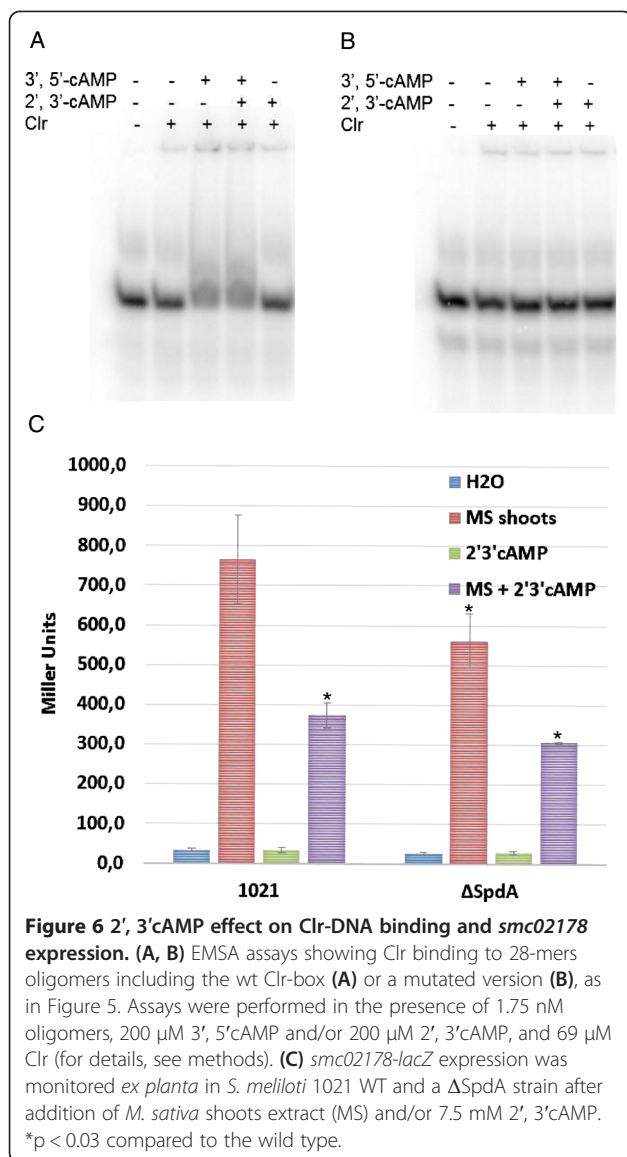 A
3', 5'-cAMP - - + + -
2', 3'-cAMP - - - + +
Clr - + + + +
B
3', 5'-cAMP - - + + -
2', 3'-cAMP - - - + +
Clr - + + + +
C
1000,0
900,0
800,0
700,0
600,0
500,0
400,0
300,0
200,0
100,0
0,0
Miller Units
H2O
MS shoots
2'3'cAMP
MS + 2'3'cAMP
*
*
*
1021
ΔSpdA
Figure 6 2', 3'cAMP effect on Clr-DNA binding and smc02178
expression. (A, B) EMSA assays showing Clr binding to 28-mers
oligomers including the wt Clr-box (A) or a mutated version (B), as
in Figure 5. Assays were performed in the presence of 1.75 nM
oligomers, 200 μM 3', 5'cAMP and/or 200 μM 2', 3'cAMP, and 69 μM
Clr (for details, see methods). (C) smc02178-lacZ expression was
monitored ex planta in S. meliloti 1021 WT and a ΔSpdA strain after
addition of M. sativa shoots extract (MS) and/or 7.5 mM 2', 3'cAMP.
*p < 0.03 compared to the wild type.